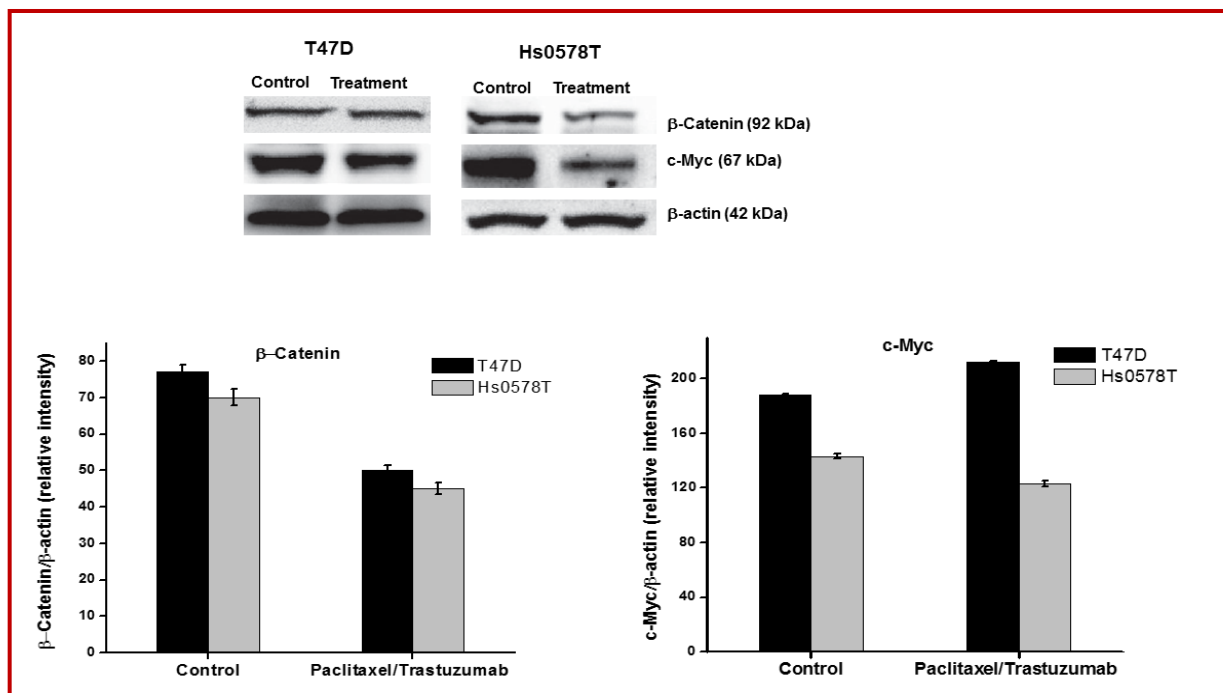 T47D
Hs0578T
Control Treatment
Control Treatment
β-Catenin (92 kDa)
c-Myc (67 kDa)
β-actin (42 kDa)
β–Catenin
T47D
Hs0578T
β–Catenin/β-actin (relative intensity)
80
70
60
50
40
30
20
10
0
Control
Paclitaxel/Trastuzumab
c-Myc
T47D
Hs0578T
c-Myc/β-actin (relative intensity)
200
160
120
80
40
0
Control
Paclitaxel/Trastuzumab